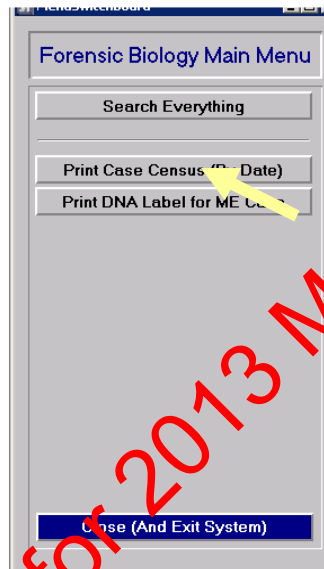 MenuSwitchboard
Forensic Biology Main Menu
Search Everything
Print Case Census (By Date)
Print DNA Label for ME Case
Close (And Exit System)
for 2013 M